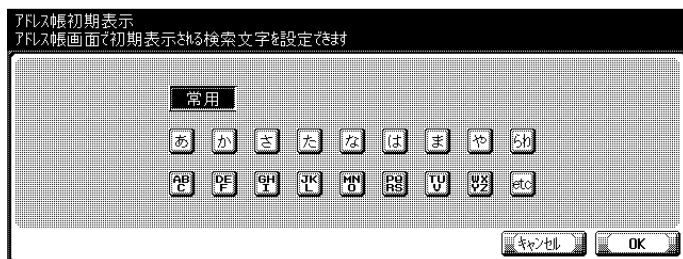 アドレス帳初期表示
アドレス帳画面で初期表示される検索文字を設定できます
常用
あ か さ た な は ま や らわ
ABC DEF GHI JKL MNO PQRS TUV WXYZ etc
キャンセル OK